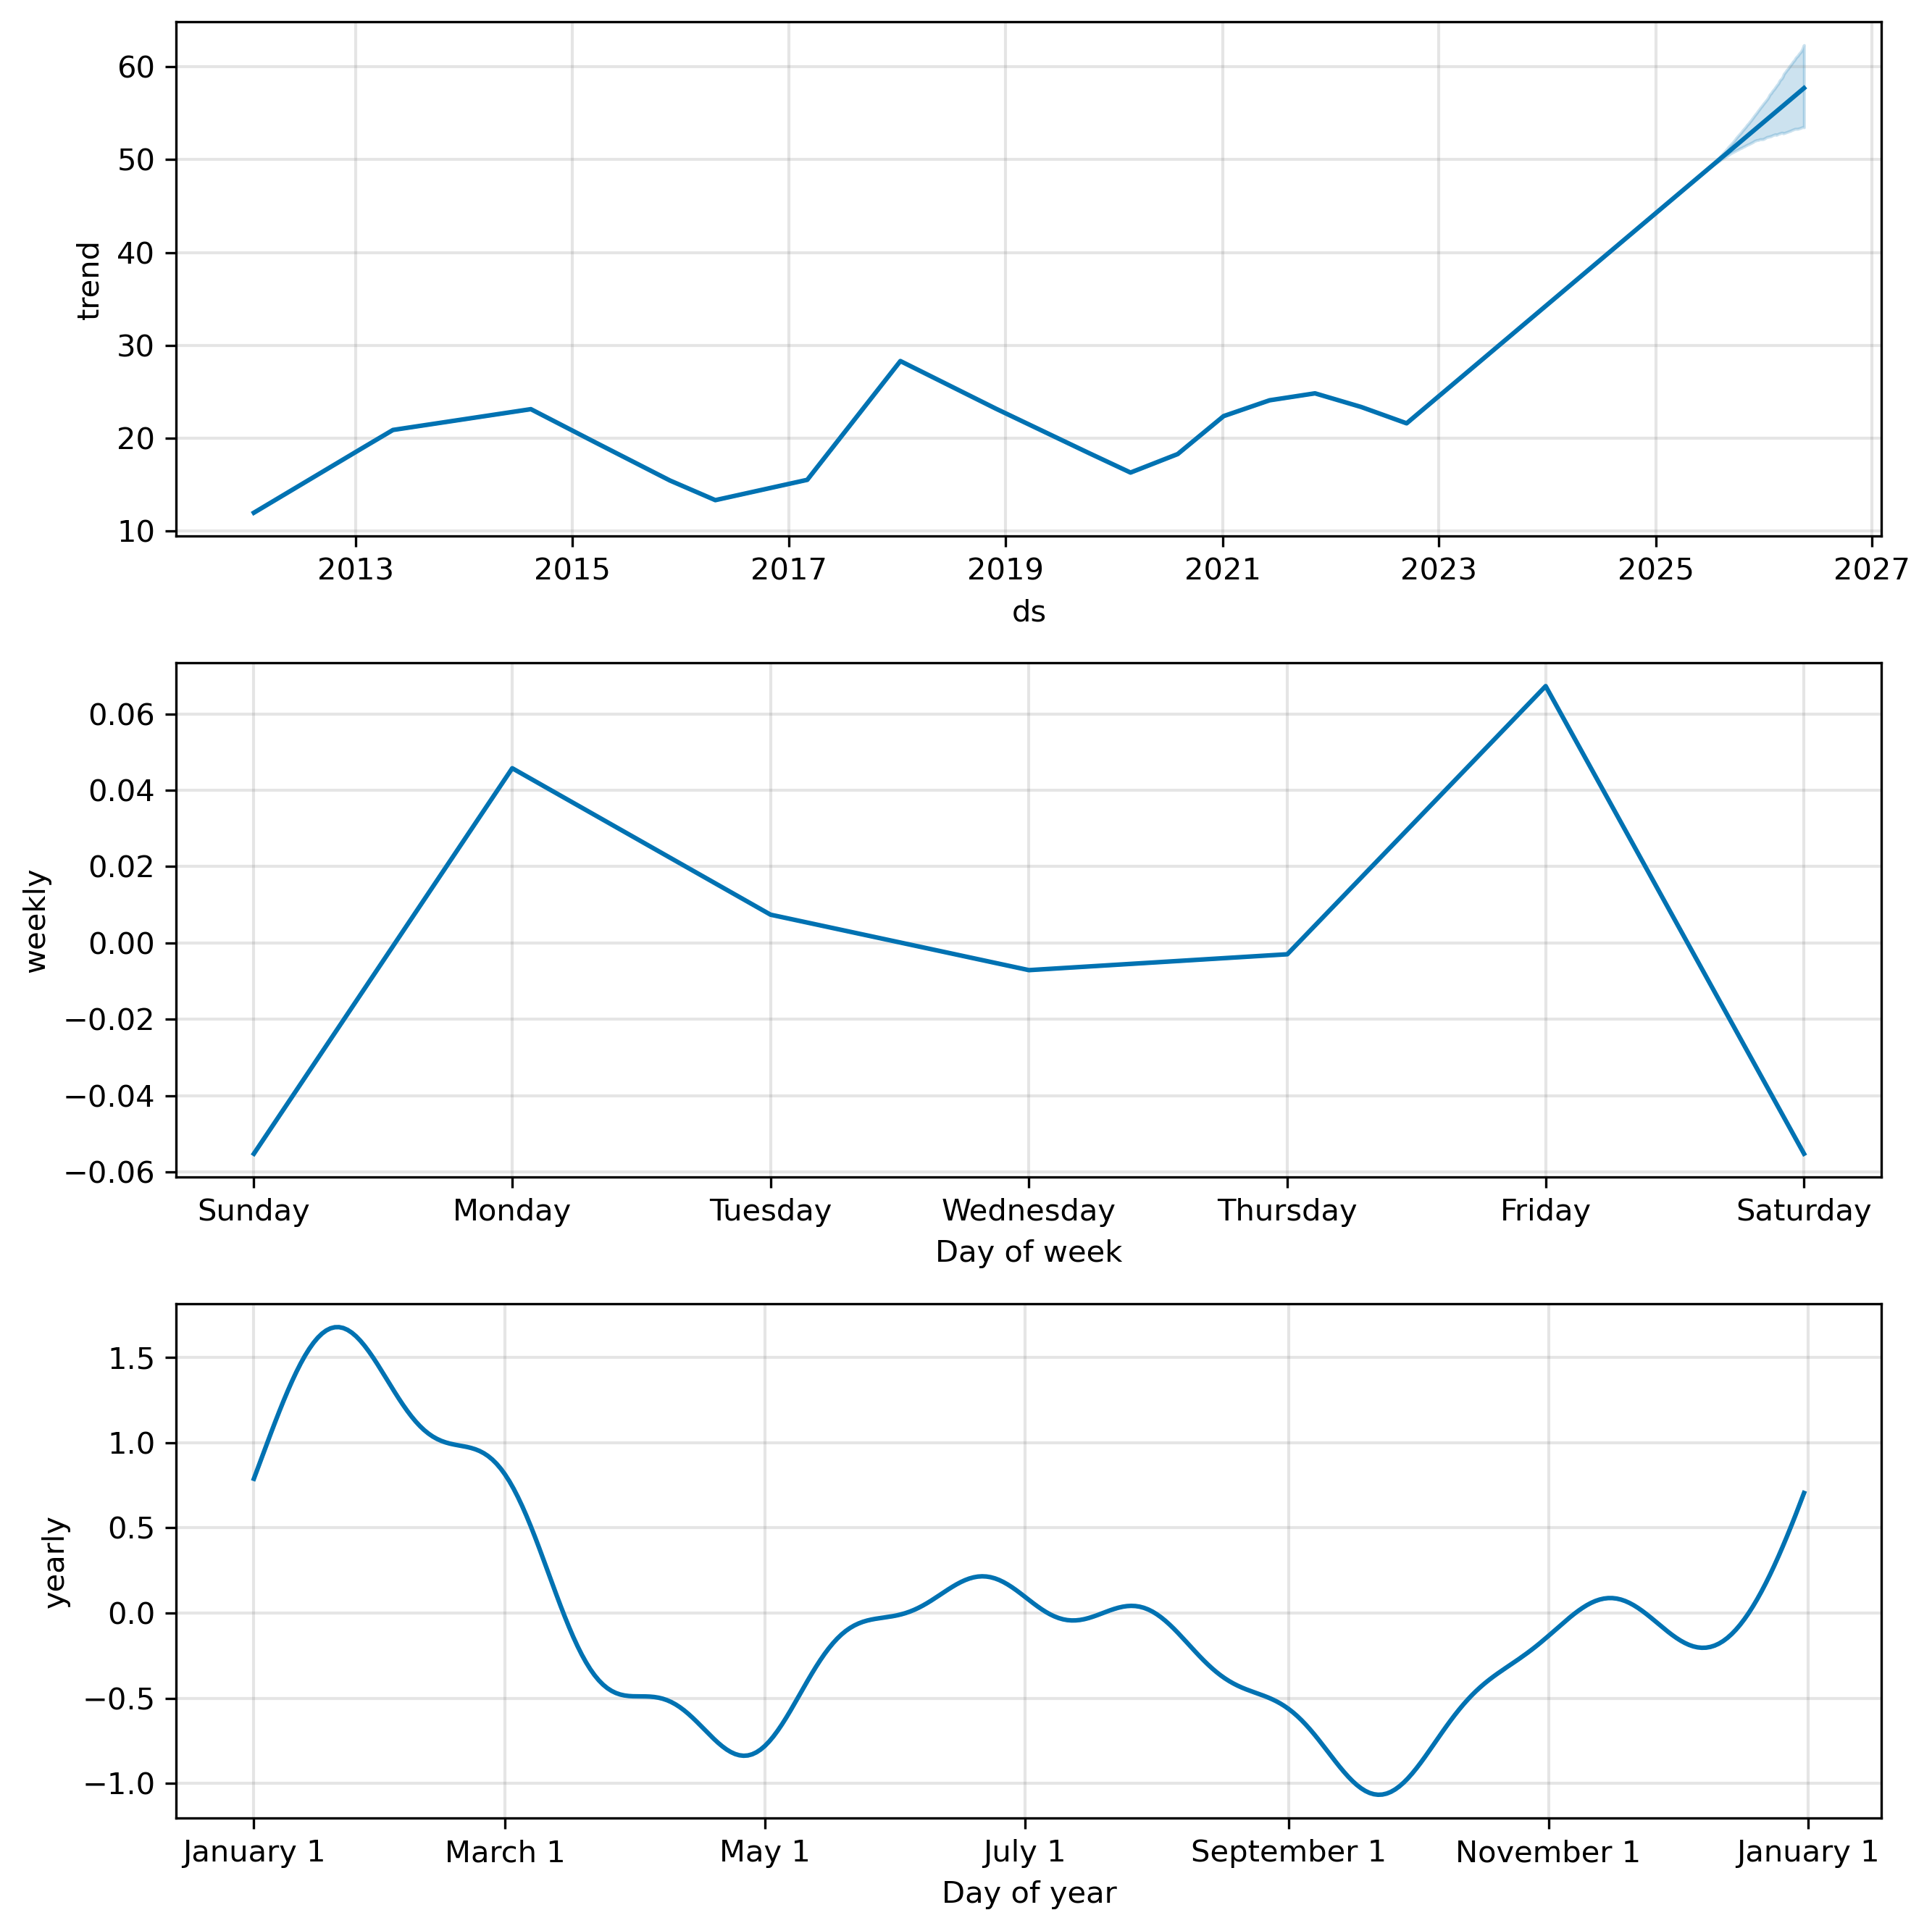 60
50
40
30
20
10
trend
2013 2015 2017 2019 2021 2023 2025 2027
ds
0.06
0.04
0.02
0.00
−0.02
−0.04
−0.06
weekly
Sunday Monday Tuesday Wednesday Thursday Friday Saturday
Day of week
1.5
1.0
0.5
0.0
−0.5
−1.0
yearly
January 1 March 1 May 1 July 1 September 1 November 1 January 1
Day of year